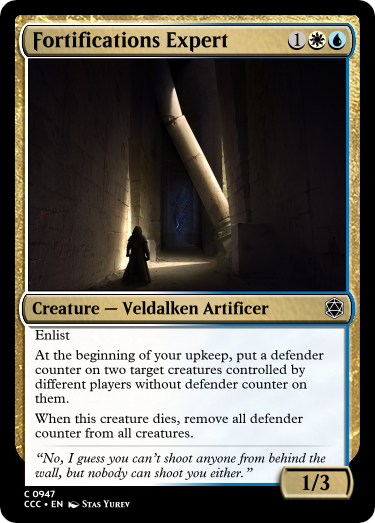 Fortifications Expert 1
Creature — Veldalken Artificer
Enlist
At the beginning of your upkeep, put a defender
counter on two target creatures controlled by
different players without defender counter on
them.
When this creature dies, remove all defender
counter from all creatures.
“No, I guess you can't shoot anyone from behind the
wall, but nobody can shoot you either.”
1/3
C 0947
CCC • EN Stas Yurev